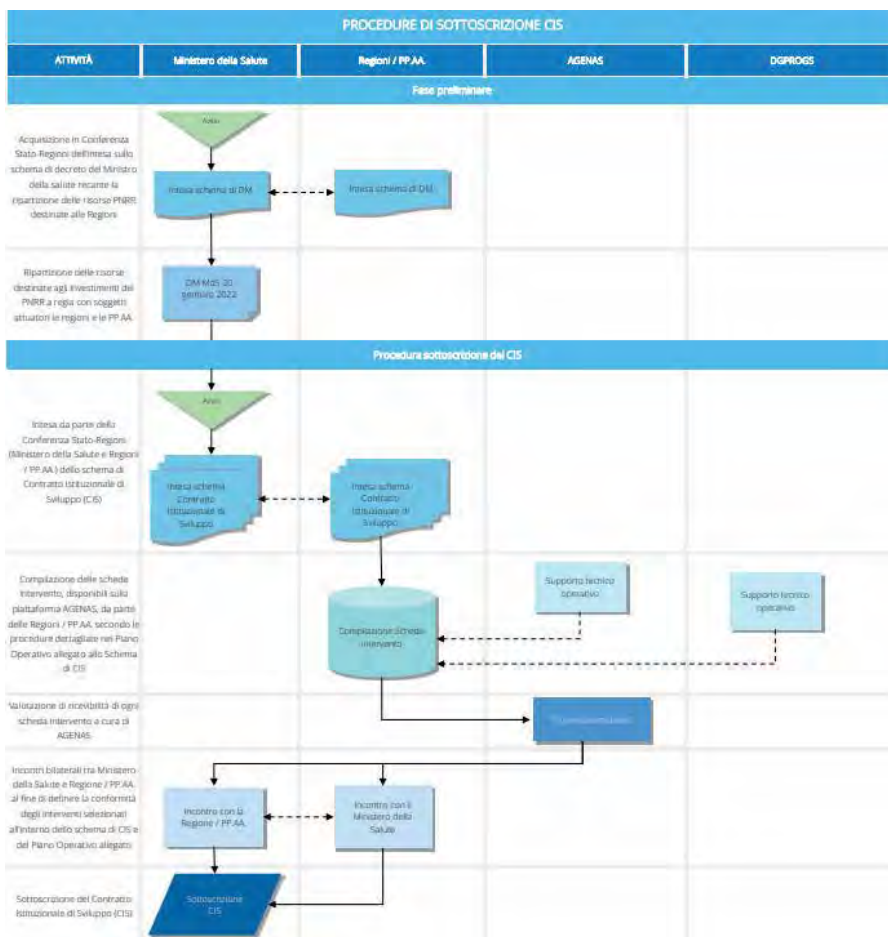 PROCEDURE DI SOTTOSCRIZIONE CIS
ATTIVITÀ
Ministero della Salute
Regioni / PP.AA.
AGENAS
DGPROGS
Fase preliminare
Acquisizione in Conferenza
Stato-Regioni dell'intesa sullo
schema di decreto del Ministro
della salute recante la
ripartizione delle risorse PNRR
destinate alle Regioni
Avvio
Intesa schema di DM
Intesa schema di DM
Ripartizione delle risorse
destinate agli investimenti del
PNRR a regia con soggetti
attuatori le regioni e le PP.AA.
DM MdS 20
gennaio 2022
Procedura sottoscrizione del CIS
Intesa da parte della
Conferenza Stato-Regioni
(Ministero della Salute e Regioni
/ PP.AA.) dello schema di
Contratto Istituzionale di
Sviluppo (CIS)
Avvio
Intesa schema
Contratto
Istituzionale di
Sviluppo
Intesa schema
Contratto
Istituzionale di
Sviluppo
Compilazione delle schede
Intervento, disponibili sulla
piattaforma AGENAS, da parte
delle Regioni / PP.AA. secondo le
procedure dettagliate nel Piano
Operativo allegato allo Schema
di CIS
Compilazione Schede
intervento
Supporto tecnico
operativo
Supporto tecnico
operativo
Valutazione di ricevibilità di ogni
scheda intervento a cura di
AGENAS
Incontri bilaterali tra Ministero
della Salute e Regione / PP.AA.
al fine di definire la conformità
degli interventi selezionati
all'interno dello schema di CIS e
del Piano Operativo allegato
Incontro con la
Regione / PP.AA.
Incontro con il
Ministero della
Salute
Sottoscrizione del Contratto
Istituzionale di Sviluppo (CIS)
Sottoscrizione
CIS